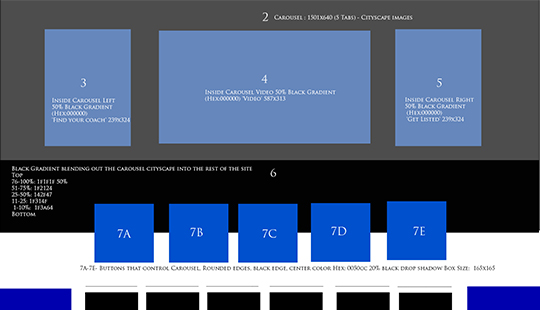 2 Carousel : 1501x640 (5 Tabs) - Cityscape images
3
Inside Carousel Left
50% Black Gradient
(Hex:000000)
'Find your coach' 239x324
4
Inside Carousel Video 50% Black Gradient
(Hex:000000) 'Video' 587x313
5
Inside Carousel Right
50% Black Gradient
(Hex:000000)
'Get Listed' 239x324
Black Gradient blending out the carousel cityscape into the rest of the site
6
Top
76-100%: 1f1f1f 50%
51-75%: 1f2124
25-50%: 142f47
11-25: 1f314f
1-10%: 1f3A64
Bottom
7A
7B
7C
7D
7E
7A-7E- Buttons that control Carousel, Rounded edges, black edge, center color Hex: 0050cc 20% black drop shadow Box Size: 165x165